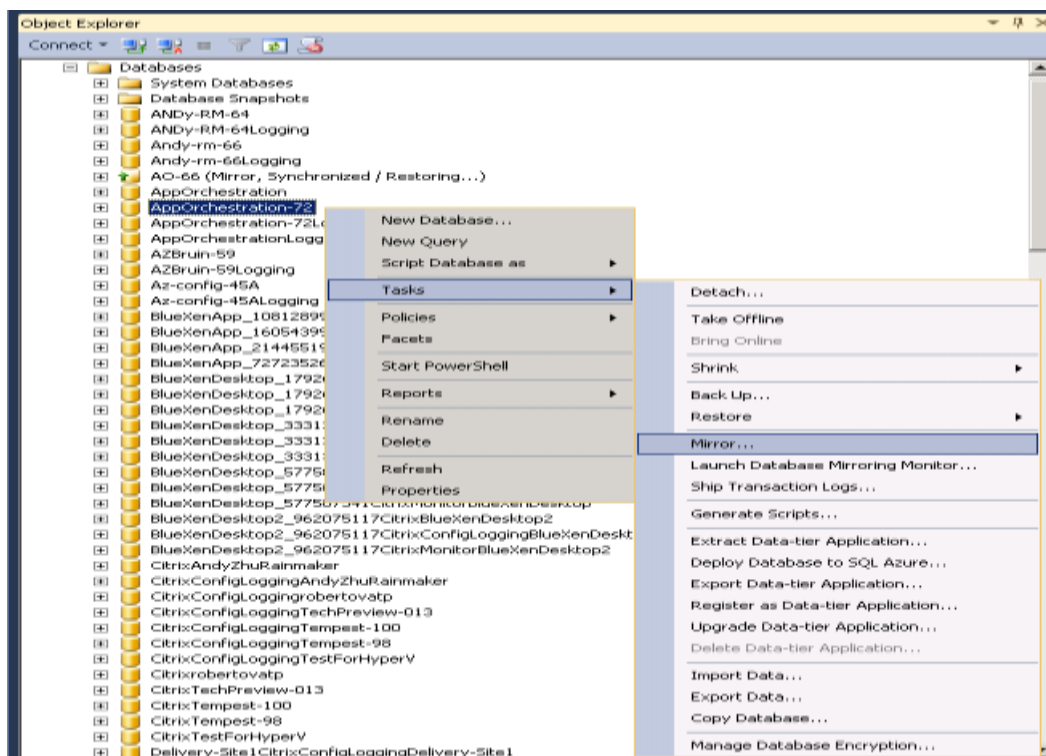 Object Explorer
Connect
Databases
System Databases
Database Snapshots
ANDy-RM-64
ANDy-RM-64Logging
Andy-rm-66
Andy-rm-66Logging
AO-66 (Mirror, Synchronized / Restoring...)
AppOrchestration
AppOrchestration-72
AppOrchestration-72Lo
AppOrchestrationLogg
AZBruin-59
AZBruin-59Logging
Az-config-45A
Az-config-45ALogging
BlueXenApp_10812899
BlueXenApp_16054399
BlueXenApp_21445519
BlueXenApp_72723526
BlueXenDesktop_1792
BlueXenDesktop_1792
BlueXenDesktop_1792
BlueXenDesktop_3331
BlueXenDesktop_3331
BlueXenDesktop_3331
BlueXenDesktop_5775
BlueXenDesktop_5775
BlueXenDesktop_577507541CitrixMonitorBlueXenDesktop
BlueXenDesktop2_962075117CitrixBlueXenDesktop2
BlueXenDesktop2_962075117CitrixConfigLoggingBlueXenDeskt
BlueXenDesktop2_962075117CitrixMonitorBlueXenDesktop2
CitrixAndyZhuRainmaker
CitrixConfigLoggingAndyZhuRainmaker
CitrixConfigLoggingrobertovatp
CitrixConfigLoggingTechPreview-013
CitrixConfigLoggingTempest-100
CitrixConfigLoggingTempest-98
CitrixConfigLoggingTestForHyperV
Citrixrobertovatp
CitrixTechPreview-013
CitrixTempest-100
CitrixTempest-98
CitrixTestForHyperV
Delivery-Site1CitrixConfigLoggingDelivery-Site1
New Database...
New Query
Script Database as
Tasks
Policies
Facets
Start PowerShell
Reports
Rename
Delete
Refresh
Properties
Detach...
Take Offline
Bring Online
Shrink
Back Up...
Restore
Mirror...
Launch Database Mirroring Monitor...
Ship Transaction Logs...
Generate Scripts...
Extract Data-tier Application...
Deploy Database to SQL Azure...
Export Data-tier Application...
Register as Data-tier Application...
Upgrade Data-tier Application...
Delete Data-tier Application...
Import Data...
Export Data...
Copy Database...
Manage Database Encryption...